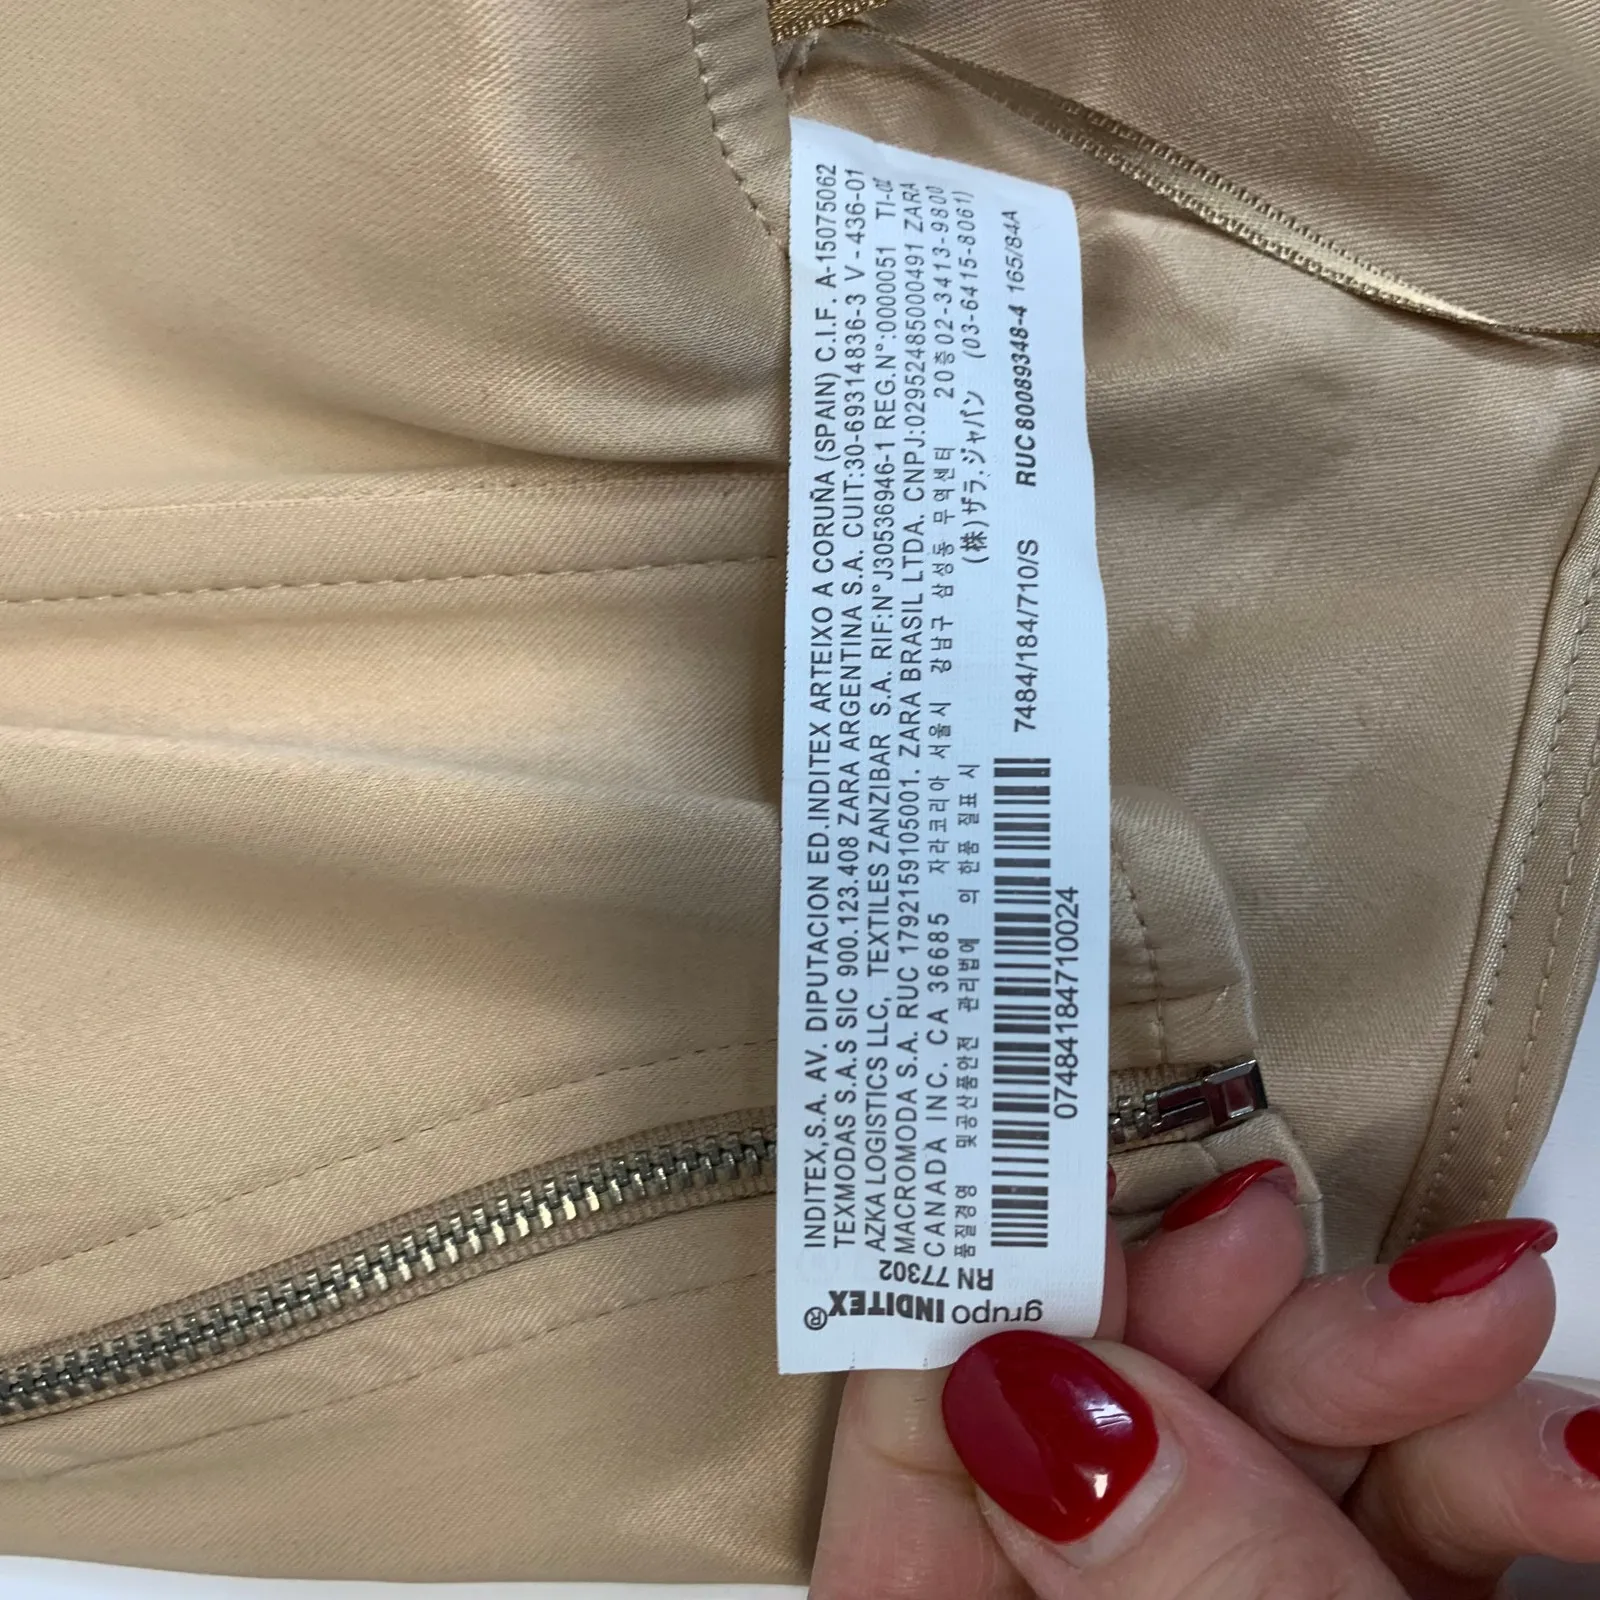 INDITEX,S.A. AV. DIPUTACION ED.INDITEX ARTEIXO A CORUÑA (SPAIN) C.I.F. A-15075062
TEXMODAS S.A.S SIC 900.123.408 ZARA ARGENTINA S.A. CUIT:30-69314836-3 V - 436-01
AZKA LOGISTICS LLC, TEXTILES ZANZIBAR S.A. RIF:Nº J30536946-1 REG.Nº:0000051 TI-02
MACROMODA S.A. RUC 1792159105001. ZARA BRASIL LTDA. CNPJ:02952485000491 ZARA
CANADA INC. CA 36685 자라코리아 서울시 강남구 삼성동 무역센터 20층02-3413-9800
품질경영 및공산품안전 관리법에 의 한품 질표 시 (株)ザラ.ジャパン (03-6415-8061)
7484/184/710/S RUC80089348-4 165/84A
07484184710024
RN 77302
grupo INDITEX®